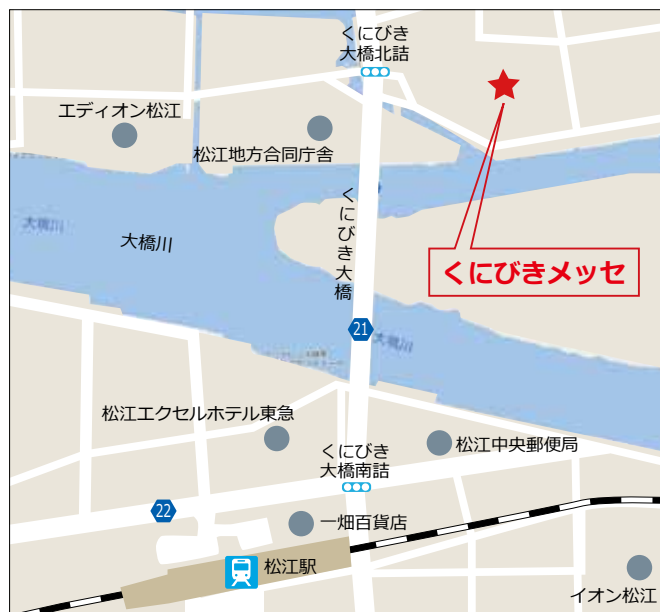 くにびき
大橋北詰
エディオン松江
松江地方合同庁舎
くにびき大橋
大橋川
大橋川
くにびきメッセ
21
大橋川
松江エクセルホテル東急
くにびき
大橋南詰
松江中央郵便局
22
一畑百貨店
松江駅
イオン松江